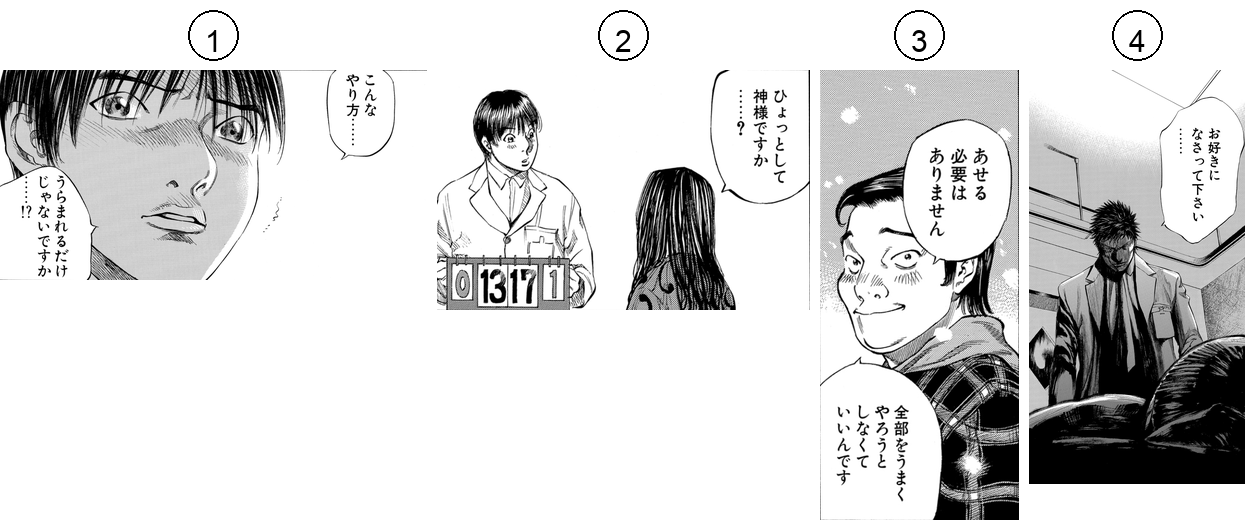 1
こんな
やり方……
うらまれるだけ
じゃないですか
……!?
2
ひょっとして
神様ですか
……?
0 13 17 1
3
あせる
必要は
ありません
全部をうまく
やろうと
しなくて
いいんです
4
お好きに
なさって下さい
……